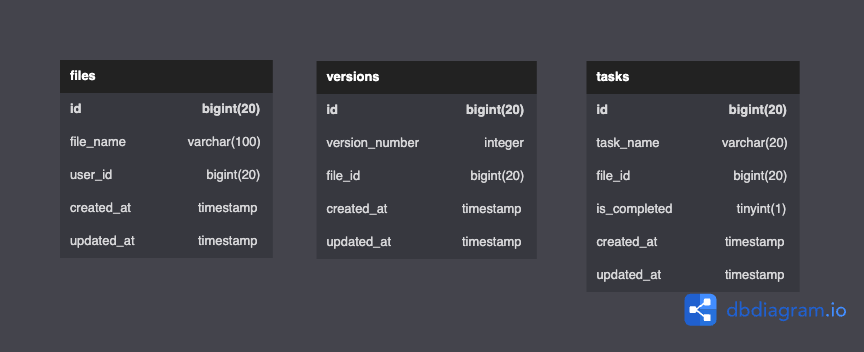 files
id bigint(20)
file_name varchar(100)
user_id bigint(20)
created_at timestamp
updated_at timestamp
versions
id bigint(20)
version_number integer
file_id bigint(20)
created_at timestamp
updated_at timestamp
tasks
id bigint(20)
task_name varchar(20)
file_id bigint(20)
is_completed tinyint(1)
created_at timestamp
updated_at timestamp
dbdiagram.io